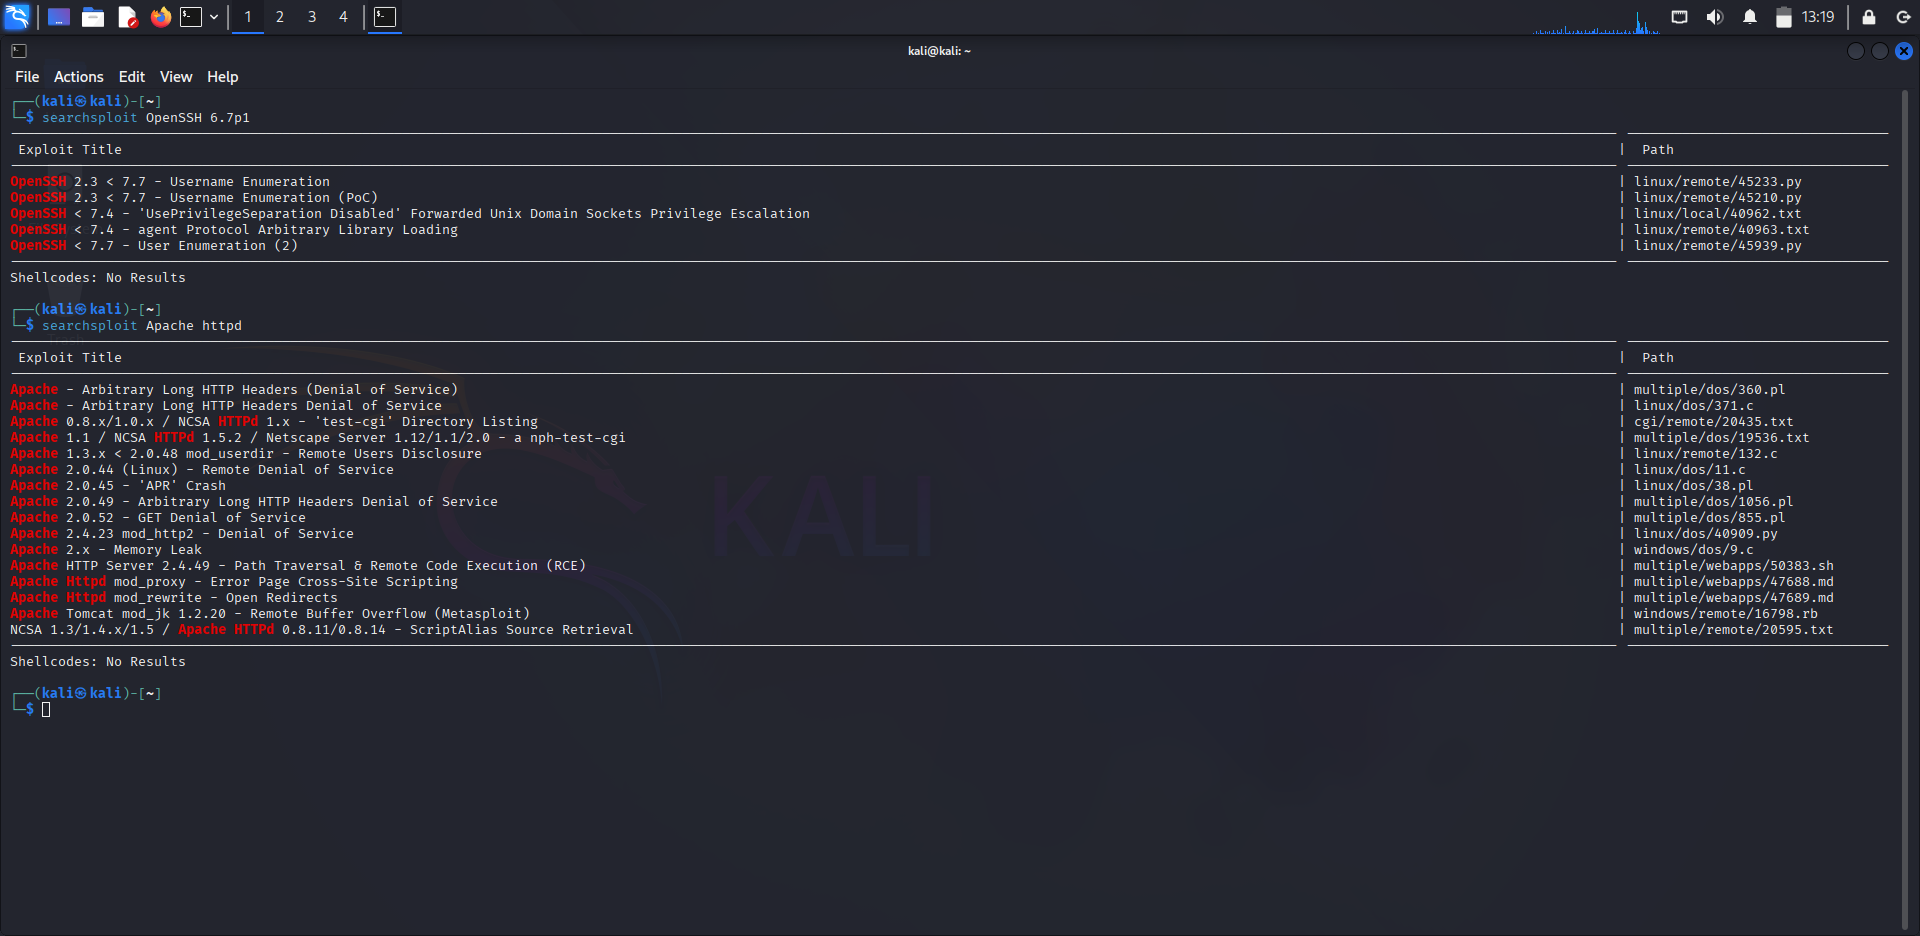 1 2 3 4 13:19
kali@kali: ~
File Actions Edit View Help
┌──(kali㉿kali)-[~]
└─$ searchsploit OpenSSH 6.7p1
Exploit Title | Path
OpenSSH 2.3 < 7.7 - Username Enumeration | linux/remote/45233.py
OpenSSH 2.3 < 7.7 - Username Enumeration (PoC) | linux/remote/45210.py
OpenSSH < 7.4 - 'UsePrivilegeSeparation Disabled' Forwarded Unix Domain Sockets Privilege Escalation | linux/local/40962.txt
OpenSSH < 7.4 - agent Protocol Arbitrary Library Loading | linux/remote/40963.txt
OpenSSH < 7.7 - User Enumeration (2) | linux/remote/45939.py
Shellcodes: No Results
┌──(kali㉿kali)-[~]
└─$ searchsploit Apache httpd
Exploit Title | Path
Apache - Arbitrary Long HTTP Headers (Denial of Service) | multiple/dos/360.pl
Apache - Arbitrary Long HTTP Headers Denial of Service | linux/dos/371.c
Apache 0.8.x/1.0.x / NCSA HTTPd 1.x - 'test-cgi' Directory Listing | cgi/remote/20435.txt
Apache 1.1 / NCSA HTTPd 1.5.2 / Netscape Server 1.12/1.1/2.0 - a nph-test-cgi | multiple/dos/19536.txt
Apache 1.3.x < 2.0.48 mod_userdir - Remote Users Disclosure | linux/remote/132.c
Apache 2.0.44 (Linux) - Remote Denial of Service | linux/dos/11.c
Apache 2.0.45 - 'APR' Crash | linux/dos/38.pl
Apache 2.0.49 - Arbitrary Long HTTP Headers Denial of Service | multiple/dos/1056.pl
Apache 2.0.52 - GET Denial of Service | multiple/dos/855.pl
Apache 2.4.23 mod_http2 - Denial of Service | linux/dos/40909.py
Apache 2.x - Memory Leak | windows/dos/9.c
Apache HTTP Server 2.4.49 - Path Traversal & Remote Code Execution (RCE) | multiple/webapps/50383.sh
Apache Httpd mod_proxy - Error Page Cross-Site Scripting | multiple/webapps/47688.md
Apache Httpd mod_rewrite - Open Redirects | multiple/webapps/47689.md
Apache Tomcat mod_jk 1.2.20 - Remote Buffer Overflow (Metasploit) | windows/remote/16798.rb
NCSA 1.3/1.4.x/1.5 / Apache HTTPd 0.8.11/0.8.14 - ScriptAlias Source Retrieval | multiple/remote/20595.txt
Shellcodes: No Results
┌──(kali㉿kali)-[~]
└─$
KALI